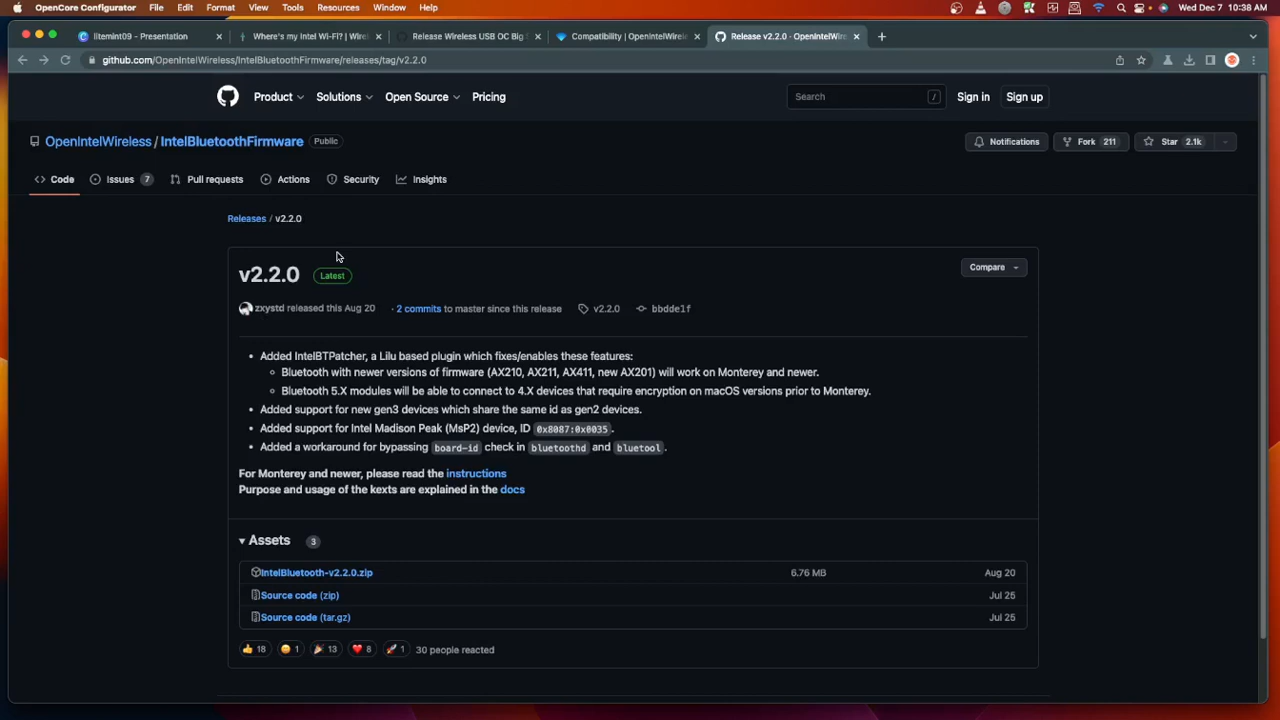 OpenCore Configurator File Edit Format View Tools Resources Window Help Wed Dec 7 10:38 AM
litemint09 - Presentation × Where's my Intel Wi-Fi? | Wirel × Release Wireless USB OC Big S × Compatibility | OpenIntelWirele × Release v2.2.0 · OpenIntelWirel ×
github.com/OpenIntelWireless/IntelBluetoothFirmware/releases/tag/v2.2.0
Product Solutions Open Source Pricing Search / Sign in Sign up
OpenIntelWireless / IntelBluetoothFirmware Public Notifications Fork 211 Star 2.1k
Code Issues 7 Pull requests Actions Security Insights
Releases / v2.2.0
v2.2.0 Latest Compare
zxystd released this Aug 20 · 2 commits to master since this release v2.2.0 bbdde1f
• Added IntelBTPatcher, a Lilu based plugin which fixes/enables these features:
Bluetooth with newer versions of firmware (AX210, AX211, AX411, new AX201) will work on Monterey and newer.
Bluetooth 5.X modules will be able to connect to 4.X devices that require encryption on macOS versions prior to Monterey.
• Added support for new gen3 devices which share the same id as gen2 devices.
• Added support for Intel Madison Peak (MsP2) device, ID 0x8087:0x0035.
• Added a workaround for bypassing board-id check in bluetoothd and bluetool.
For Monterey and newer, please read the instructions
Purpose and usage of the kexts are explained in the docs
Assets 3
IntelBluetooth-v2.2.0.zip 6.76 MB Aug 20
Source code (zip) Jul 25
Source code (tar.gz) Jul 25
👍 18 😄 1 🎉 13 ❤️ 8 🚀 1 30 people reacted